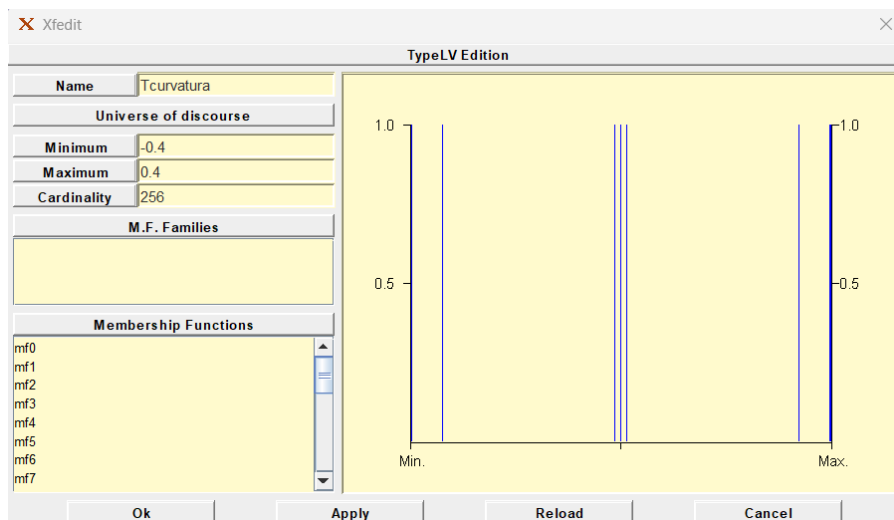 Xfedit
TypeLV Edition
Name Tcurvatura
Universe of discourse
Minimum -0.4
Maximum 0.4
Cardinality 256
M.F. Families
Membership Functions
mf0
mf1
mf2
mf3
mf4
mf5
mf6
mf7
1.0 1.0
0.5 0.5
Min. Max.
Ok Apply Reload Cancel